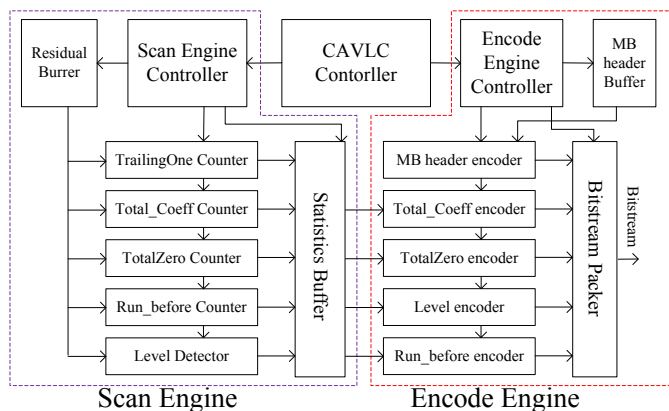 Residual
Burrer
Scan Engine
Controller
CAVLC
Contorller
Encode
Engine
Controller
MB
header
Buffer
TrailingOne Counter
Total_Coeff Counter
TotalZero Counter
Run_before Counter
Level Detector
Statistics Buffer
MB header encoder
Total_Coeff encoder
TotalZero encoder
Level encoder
Run_before encoder
Bitstream Packer
Bitstream
Scan Engine
Encode Engine